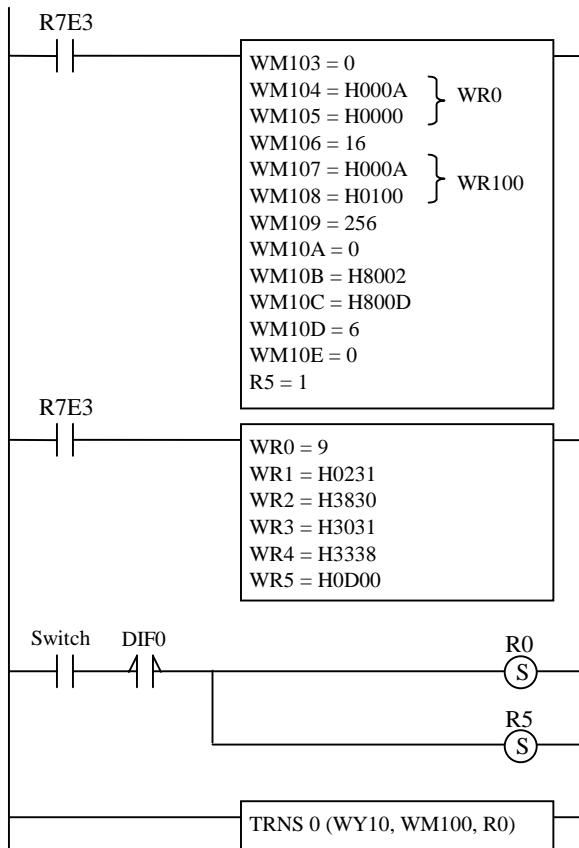 R7E3
WM103 = 0
WM104 = H000A
WR0
WM105 = H0000
WM106 = 16
WM107 = H000A
WR100
WM108 = H0100
WM109 = 256
WM10A = 0
WM10B = H8002
WM10C = H800D
WM10D = 6
WM10E = 0
R5 = 1
R7E3
WR0 = 9
WR1 = H0231
WR2 = H3830
WR3 = H3031
WR4 = H3338
WR5 = H0D00
Switch DIF0 R0
S
R5
S
TRNS 0 (WY10, WM100, R0)